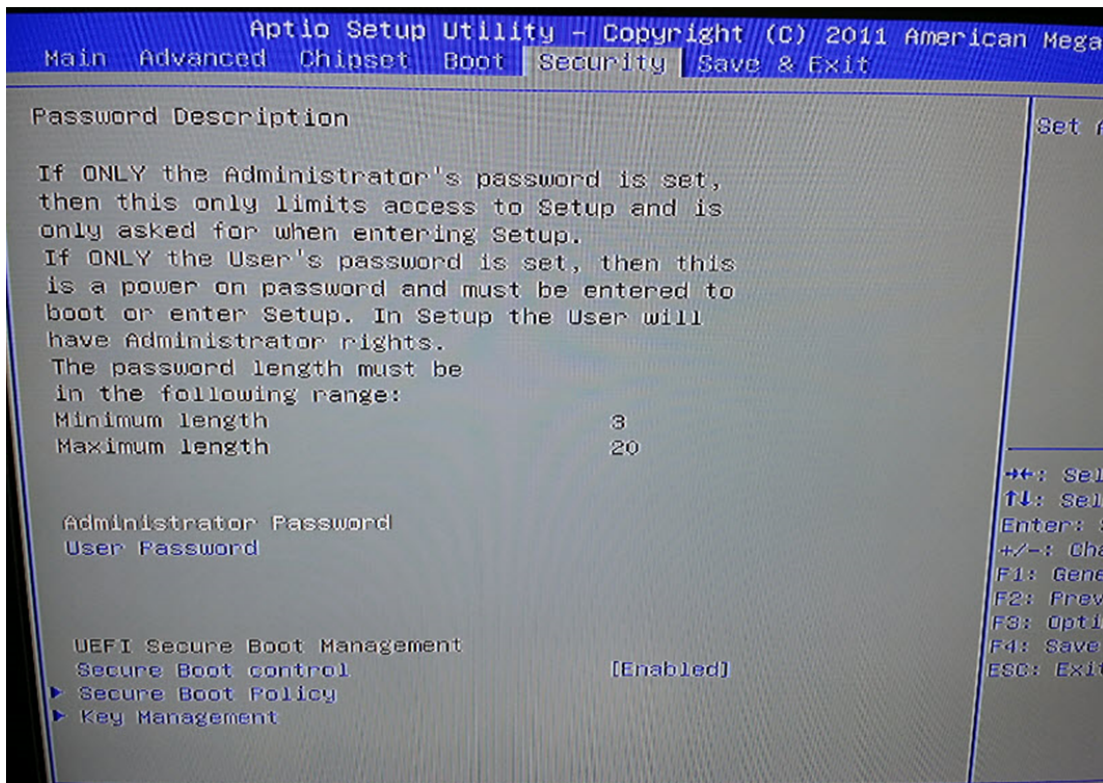 Aptio Setup Utility – Copyright (C) 2011 American Mega
Main Advanced Chipset Boot Security Save & Exit
Password Description
Set
If ONLY the Administrator's password is set,
then this only limits access to Setup and is
only asked for when entering Setup.
If ONLY the User's password is set, then this
is a power on password and must be entered to
boot or enter Setup. In Setup the User will
have Administrator rights.
The password length must be
in the following range:
Minimum length 3
Maximum length 20
→←: Sel
↑↓: Sel
Administrator Password
Enter:
User Password
+/-: Cha
F1: Gene
F2: Prev
F3: Opti
UEFI Secure Boot Management
F4: Save
Secure Boot control [Enabled]
ESC: Exit
► Secure Boot Policy
► Key Management